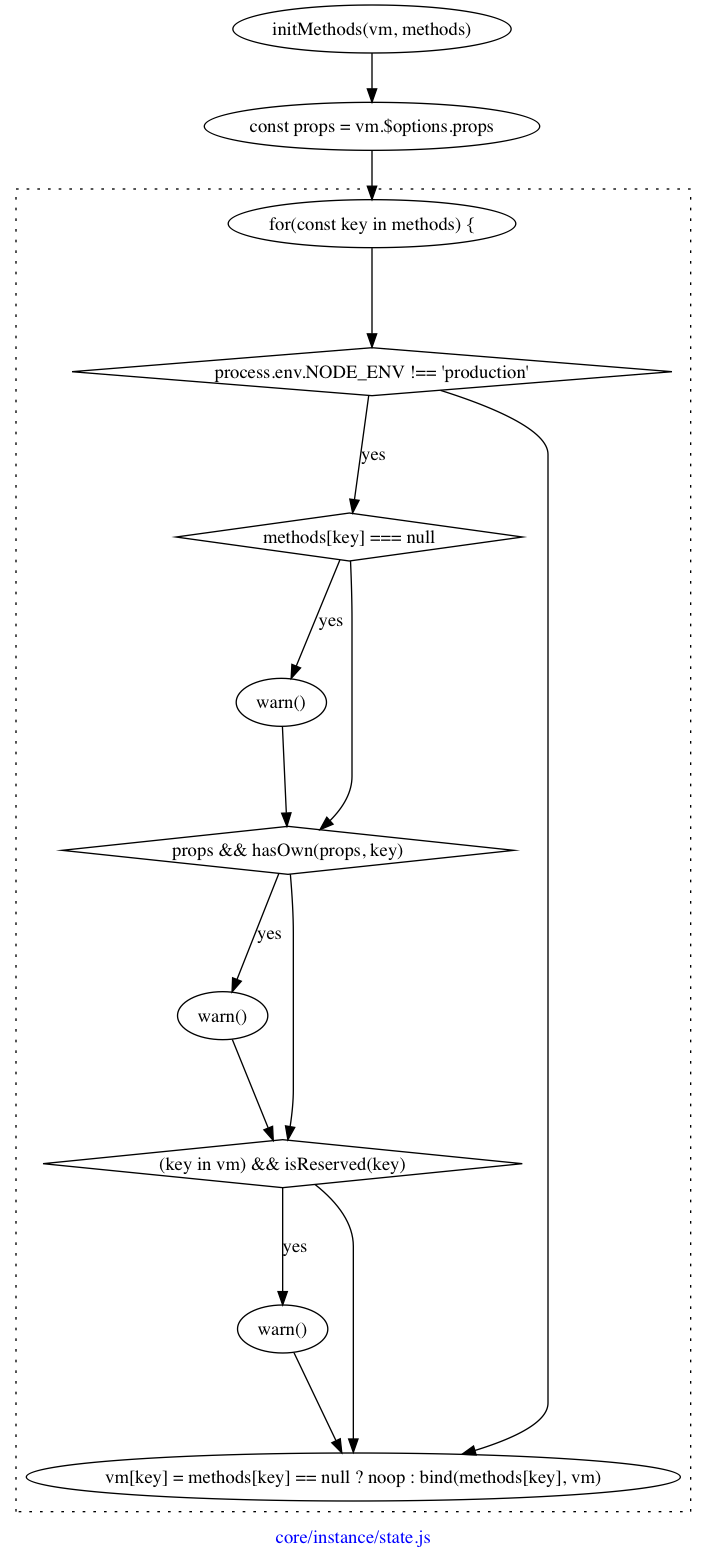 initMethods(vm, methods)
const props = vm.$options.props
for(const key in methods) {
process.env.NODE_ENV !== 'production'
yes
methods[key] === null
yes
warn()
props && hasOwn(props, key)
yes
warn()
(key in vm) && isReserved(key)
yes
warn()
vm[key] = methods[key] == null ? noop : bind(methods[key], vm)
core/instance/state.js